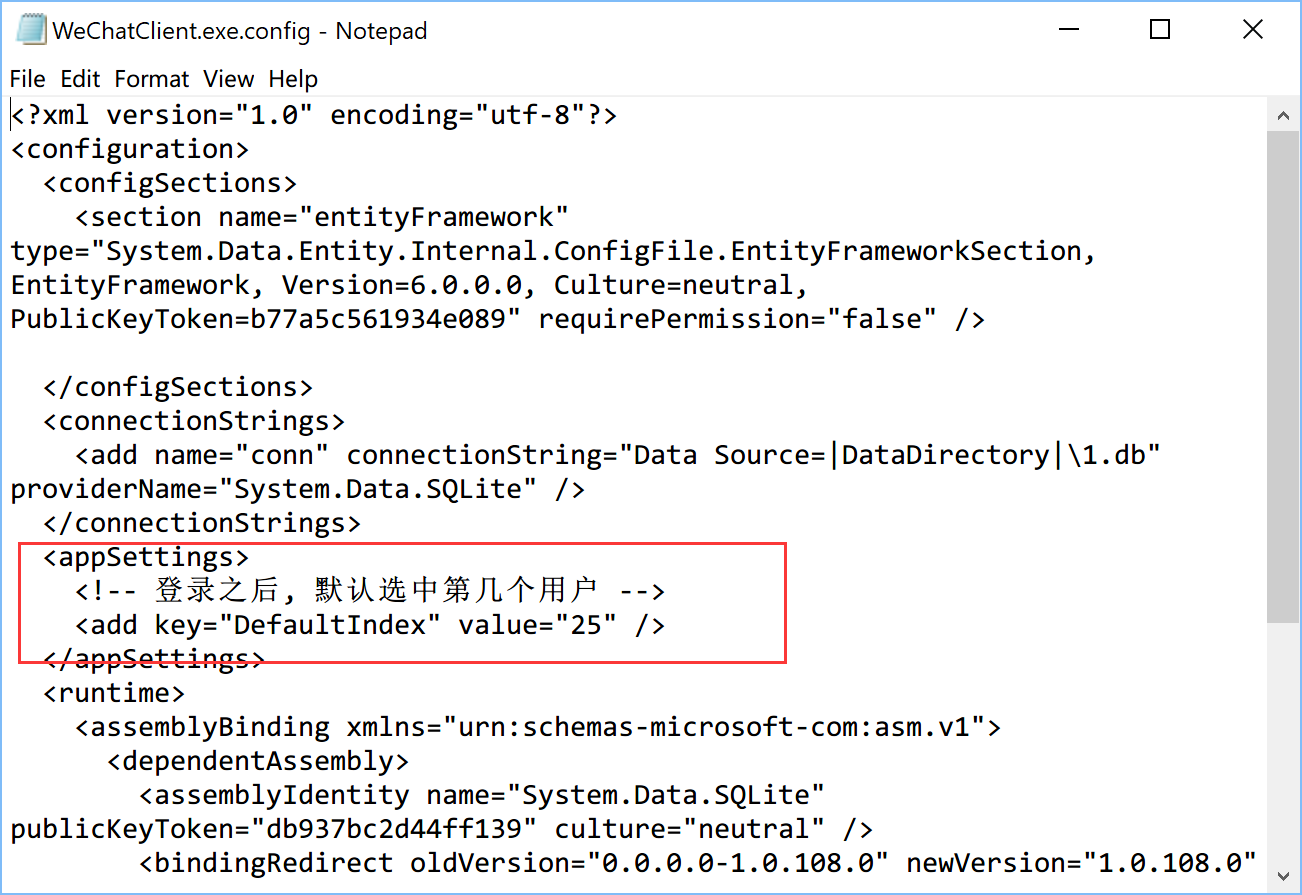 WeChatClient.exe.config - Notepad
File Edit Format View Help
<?xml version="1.0" encoding="utf-8"?>
<configuration>
  <configSections>
    <section name="entityFramework"
type="System.Data.Entity.Internal.ConfigFile.EntityFrameworkSection,
EntityFramework, Version=6.0.0.0, Culture=neutral,
PublicKeyToken=b77a5c561934e089" requirePermission="false" />
  </configSections>
  <connectionStrings>
    <add name="conn" connectionString="Data Source=|DataDirectory|\1.db"
providerName="System.Data.SQLite" />
  </connectionStrings>
  <appSettings>
    <!-- 登录之后, 默认选中第几个用户 -->
    <add key="DefaultIndex" value="25" />
  </appSettings>
  <runtime>
    <assemblyBinding xmlns="urn:schemas-microsoft-com:asm.v1">
      <dependentAssembly>
        <assemblyIdentity name="System.Data.SQLite"
publicKeyToken="db937bc2d44ff139" culture="neutral" />
        <bindingRedirect oldVersion="0.0.0.0-1.0.108.0" newVersion="1.0.108.0"